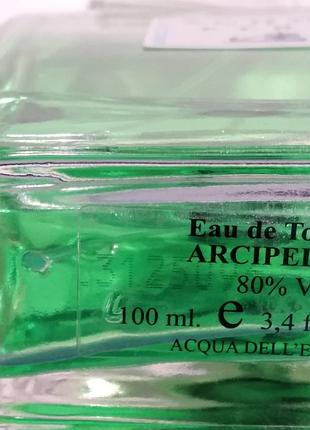 Eau de To
ARCIPEL
80% V
100 ml. e 3,4 f
ACQUA DELL'E